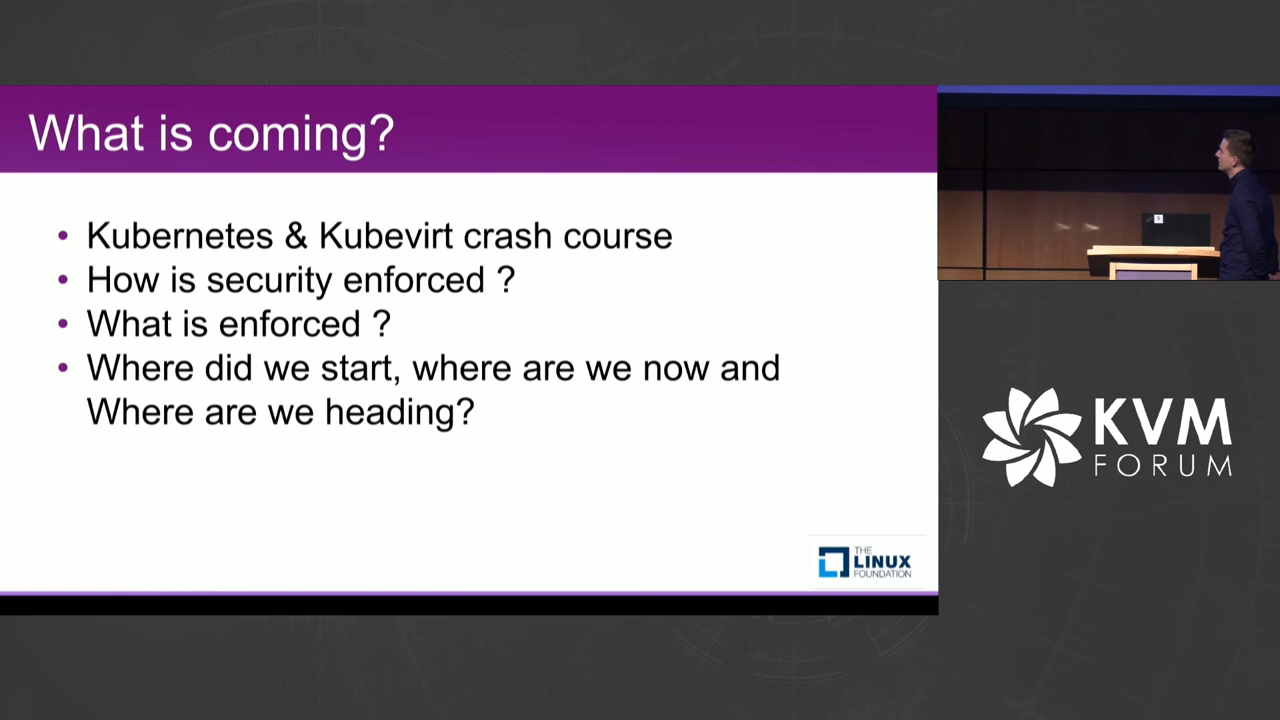 What is coming?
• Kubernetes & Kubevirt crash course
• How is security enforced ?
• What is enforced ?
• Where did we start, where are we now and
Where are we heading?
THE
LINUX
FOUNDATION
KVM
FORUM